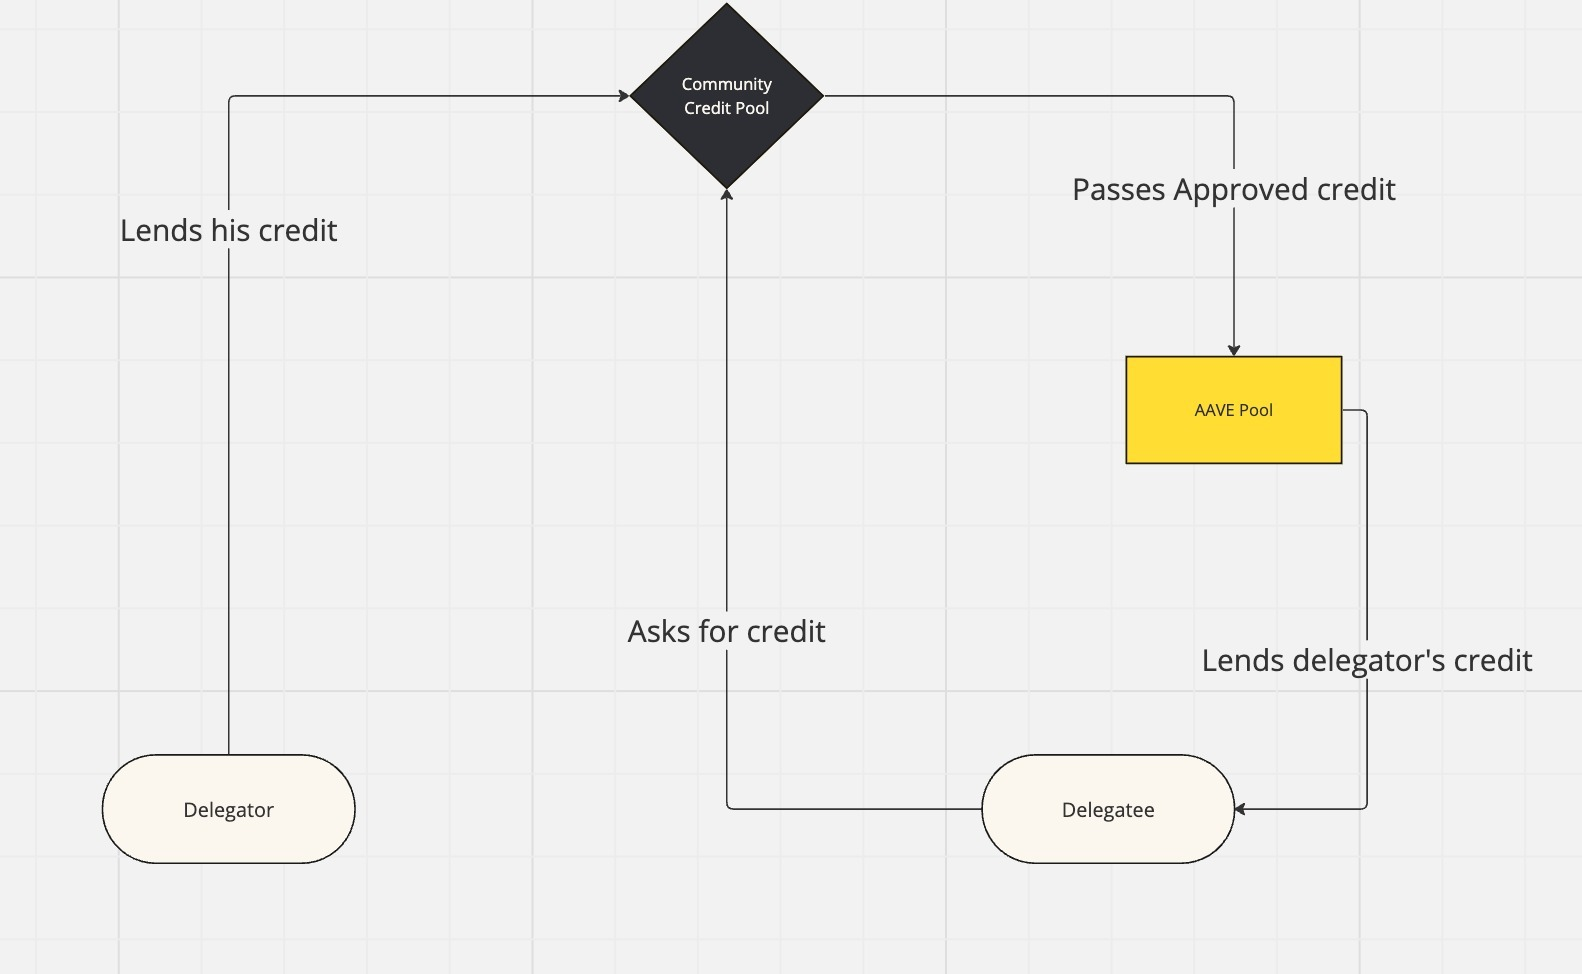 Community
Credit Pool
Passes Approved credit
Lends his credit
AAVE Pool
Asks for credit
Lends delegator's credit
Delegator
Delegatee